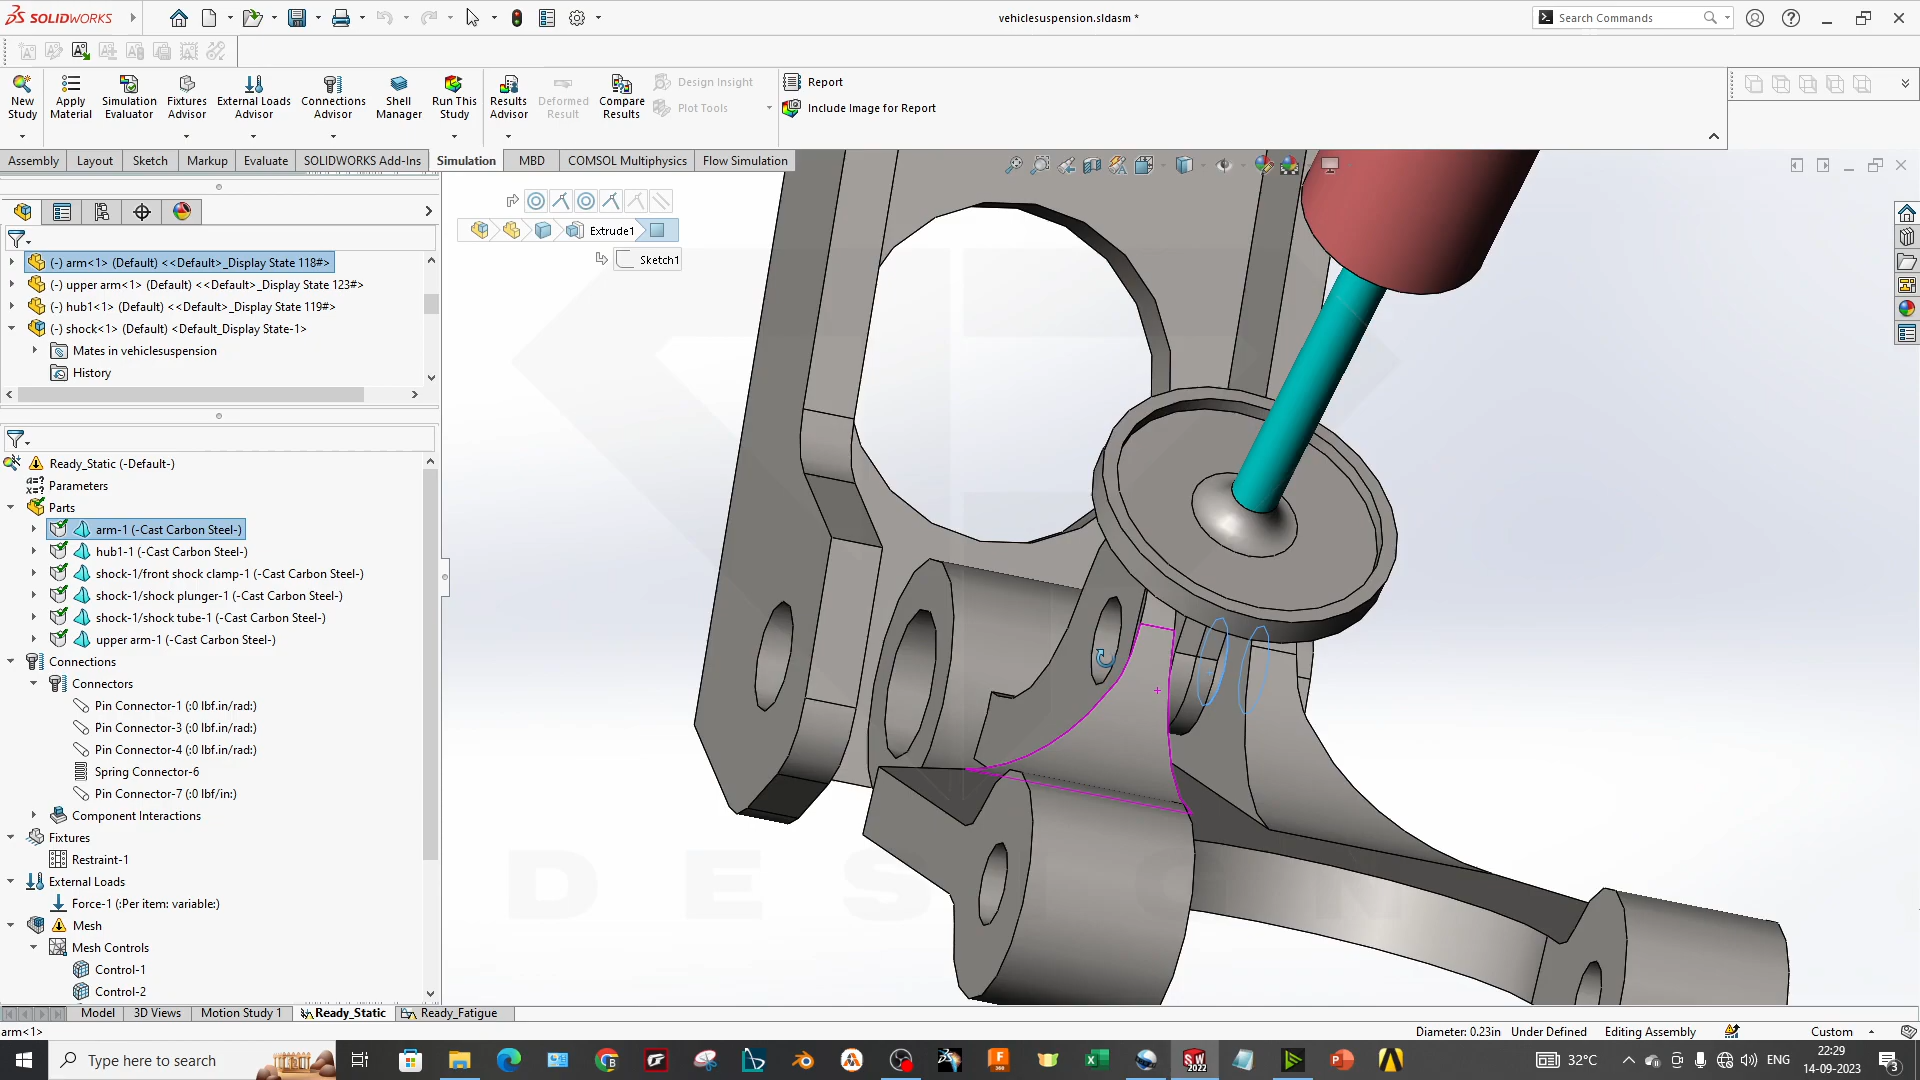 SOLIDWORKS
vehiclesuspension.sldasm *
Search Commands
New Study
Apply Material
Simulation Evaluator
Fixtures Advisor
External Loads Advisor
Connections Advisor
Shell Manager
Run This Study
Results Advisor
Deformed Result
Compare Results
Design Insight
Plot Tools
Report
Include Image for Report
Assembly
Layout
Sketch
Markup
Evaluate
SOLIDWORKS Add-Ins
Simulation
MBD
COMSOL Multiphysics
Flow Simulation
Extrude1
Sketch1
(-) arm<1> (Default) <<Default>_Display State 118#>
(-) upper arm<1> (Default) <<Default>_Display State 123#>
(-) hub1<1> (Default) <<Default>_Display State 119#>
(-) shock<1> (Default) <Default_Display State-1>
Mates in vehiclesuspension
History
Ready_Static (-Default-)
Parameters
Parts
arm-1 (-Cast Carbon Steel-)
hub1-1 (-Cast Carbon Steel-)
shock-1/front shock clamp-1 (-Cast Carbon Steel-)
shock-1/shock plunger-1 (-Cast Carbon Steel-)
shock-1/shock tube-1 (-Cast Carbon Steel-)
upper arm-1 (-Cast Carbon Steel-)
Connections
Connectors
Pin Connector-1 (:0 lbf.in/rad:)
Pin Connector-3 (:0 lbf.in/rad:)
Pin Connector-4 (:0 lbf.in/rad:)
Spring Connector-6
Pin Connector-7 (:0 lbf/in:)
Component Interactions
Fixtures
Restraint-1
External Loads
Force-1 (:Per item: variable:)
Mesh
Mesh Controls
Control-1
Control-2
DESIGN
Model
3D Views
Motion Study 1
Ready_Static
Ready_Fatigue
arm<1>
Diameter: 0.23in
Under Defined
Editing Assembly
Custom
Type here to search
32°C
ENG
22:29
14-09-2023
3